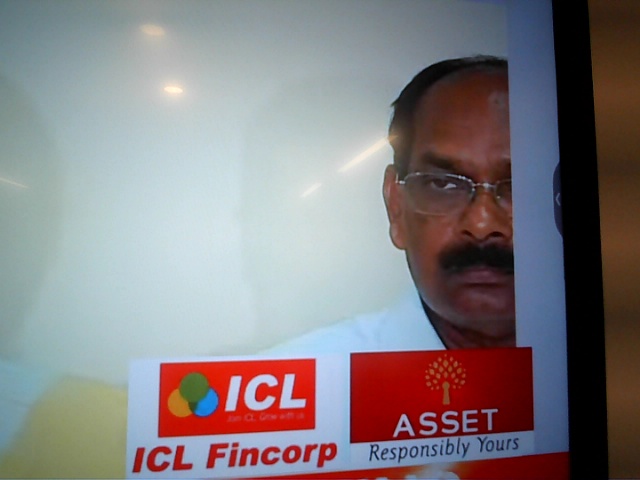 ICL
Join ICL, Grow with us
ICL Fincorp
ASSET
Responsibly Yours